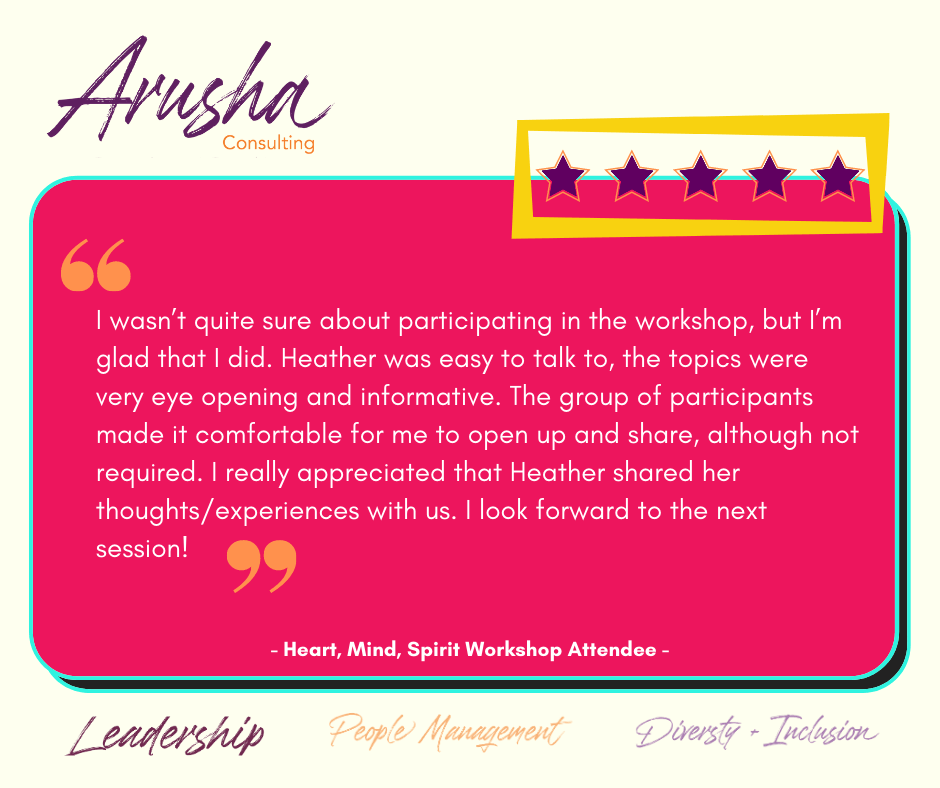 Arusha
Consulting
“
I wasn’t quite sure about participating in the workshop, but I’m
glad that I did. Heather was easy to talk to, the topics were
very eye opening and informative. The group of participants
made it comfortable for me to open up and share, although not
required. I really appreciated that Heather shared her
thoughts/experiences with us. I look forward to the next
session! ”
- Heart, Mind, Spirit Workshop Attendee -
Leadership People Management Diversty + Inclusion